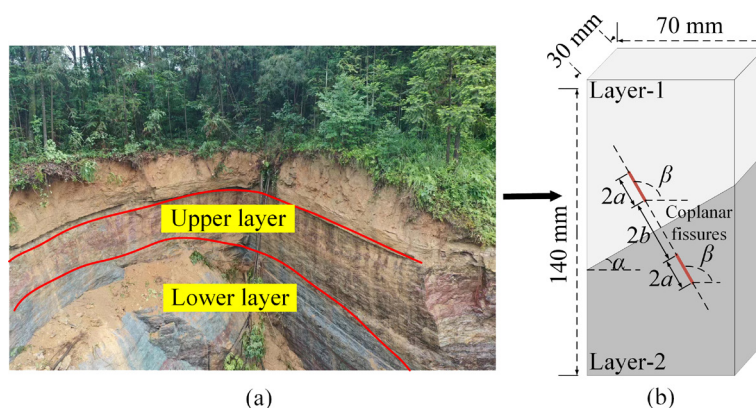 70 mm
30 mm
Layer-1
Upper layer
Lower layer
β
2a
Coplanar
fissures
2b
β
140 mm
α
2a
Layer-2
(a)
(b)